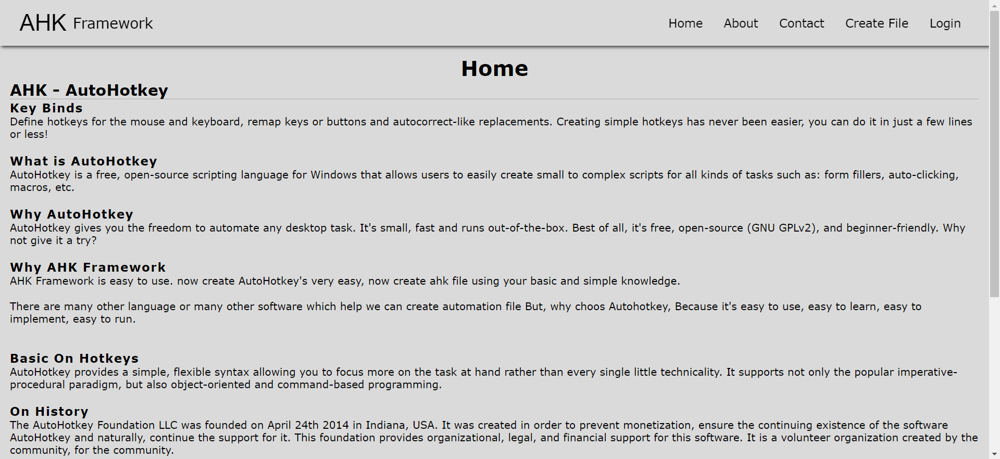 AHK Framework
Home About Contact Create File Login
Home
AHK - AutoHotkey
Key Binds
Define hotkeys for the mouse and keyboard, remap keys or buttons and autocorrect-like replacements. Creating simple hotkeys has never been easier, you can do it in just a few lines
or less!
What is AutoHotkey
AutoHotkey is a free, open-source scripting language for Windows that allows users to easily create small to complex scripts for all kinds of tasks such as: form fillers, auto-clicking,
macros, etc.
Why AutoHotkey
AutoHotkey gives you the freedom to automate any desktop task. It's small, fast and runs out-of-the-box. Best of all, it's free, open-source (GNU GPLv2), and beginner-friendly. Why
not give it a try?
Why AHK Framework
AHK Framework is easy to use. now create AutoHotkey's very easy, now create ahk file using your basic and simple knowledge.
There are many other language or many other software which help we can create automation file But, why choos Autohotkey, Because it's easy to use, easy to learn, easy to
implement, easy to run.
Basic On Hotkeys
AutoHotkey provides a simple, flexible syntax allowing you to focus more on the task at hand rather than every single little technicality. It supports not only the popular imperative-
procedural paradigm, but also object-oriented and command-based programming.
On History
The AutoHotkey Foundation LLC was founded on April 24th 2014 in Indiana, USA. It was created in order to prevent monetization, ensure the continuing existence of the software
AutoHotkey and naturally, continue the support for it. This foundation provides organizational, legal, and financial support for this software. It is a volunteer organization created by the
community, for the community.